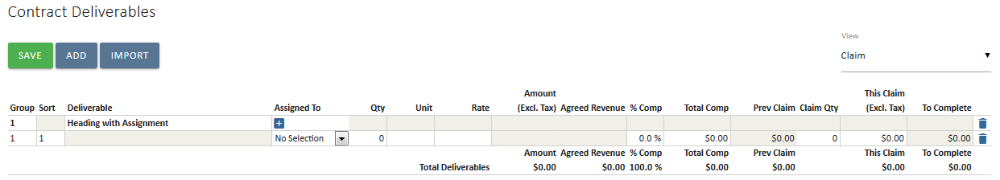 Contract Deliverables
View
SAVE ADD IMPORT Claim
Amount This Claim
Group Sort Deliverable Assigned To Qty Unit Rate (Excl. Tax) Agreed Revenue % Comp Total Comp Prev Claim Claim Qty (Excl. Tax) To Complete
1 Heading with Assignment
1 1 No Selection 0 0.0 % $0.00 $0.00 0 $0.00 $0.00
Amount Agreed Revenue % Comp Total Comp Prev Claim This Claim To Complete
Total Deliverables $0.00 $0.00 100.0 % $0.00 $0.00 $0.00 $0.00